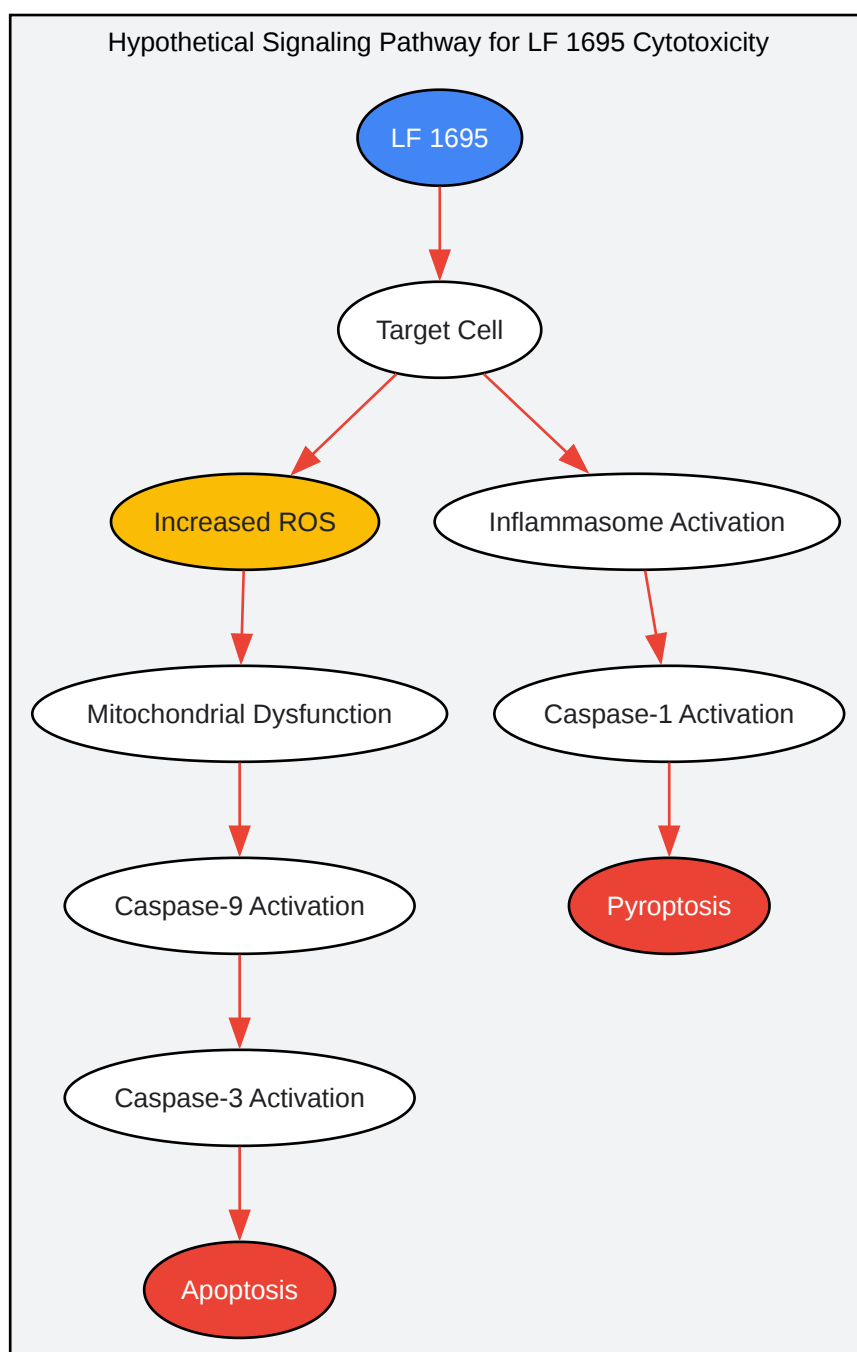 Hypothetical Signaling Pathway for LF 1695 Cytotoxicity
LF 1695
Target Cell
Increased ROS
Inflammasome Activation
Mitochondrial Dysfunction
Caspase-1 Activation
Caspase-9 Activation
Pyroptosis
Caspase-3 Activation
Apoptosis